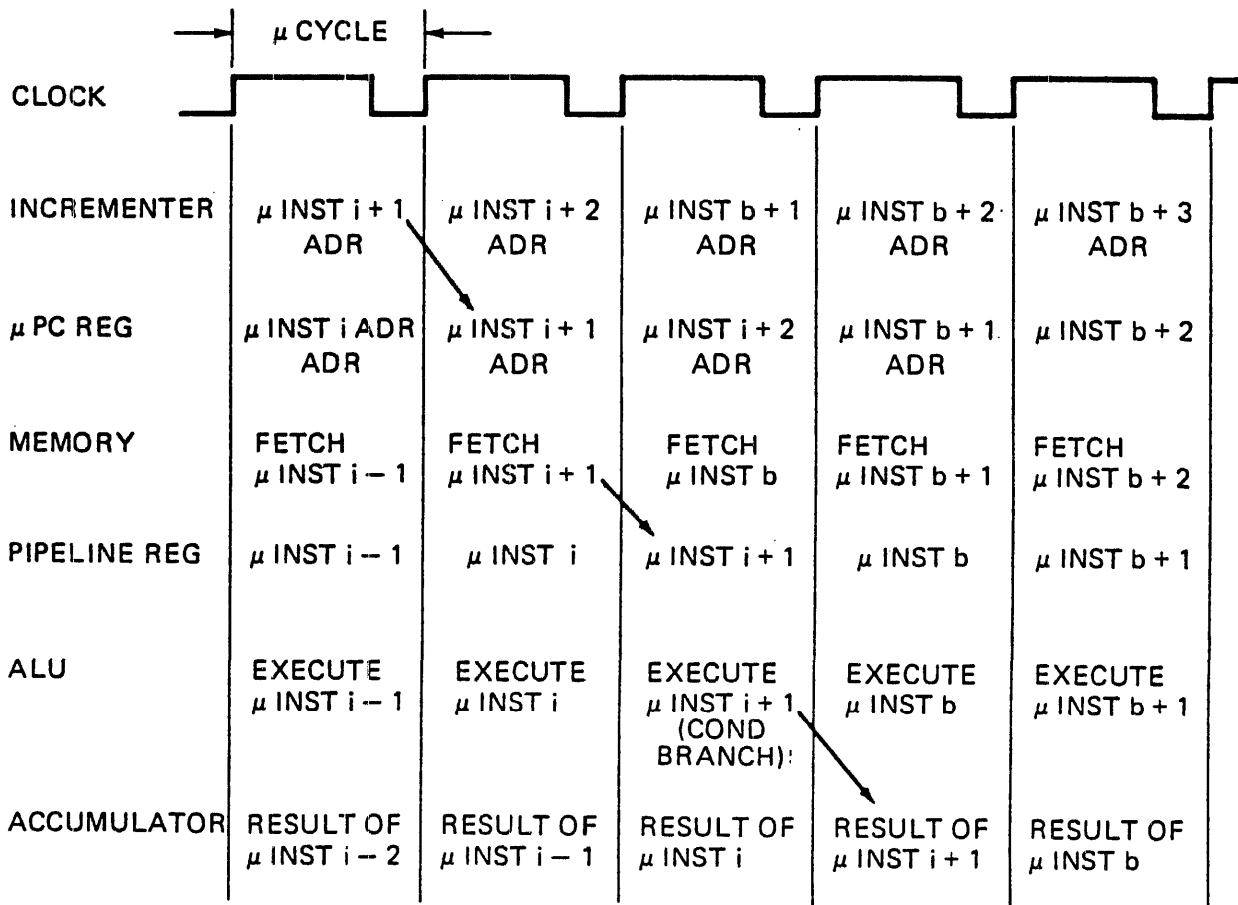 μ CYCLE
CLOCK
INCREMENTER μ INST i + 1 μ INST i + 2 μ INST b + 1 μ INST b + 2 μ INST b + 3
ADR ADR ADR ADR ADR
μ PC REG μ INST i ADR μ INST i + 1 μ INST i + 2 μ INST b + 1 μ INST b + 2
ADR ADR ADR ADR
MEMORY FETCH FETCH FETCH FETCH FETCH
μ INST i – 1 μ INST i + 1 μ INST b μ INST b + 1 μ INST b + 2
PIPELINE REG μ INST i – 1 μ INST i μ INST i + 1 μ INST b μ INST b + 1
ALU EXECUTE EXECUTE EXECUTE EXECUTE EXECUTE
μ INST i – 1 μ INST i μ INST i + 1 μ INST b μ INST b + 1
(COND
BRANCH)
ACCUMULATOR RESULT OF RESULT OF RESULT OF RESULT OF RESULT OF
μ INST i – 2 μ INST i – 1 μ INST i μ INST i + 1 μ INST b